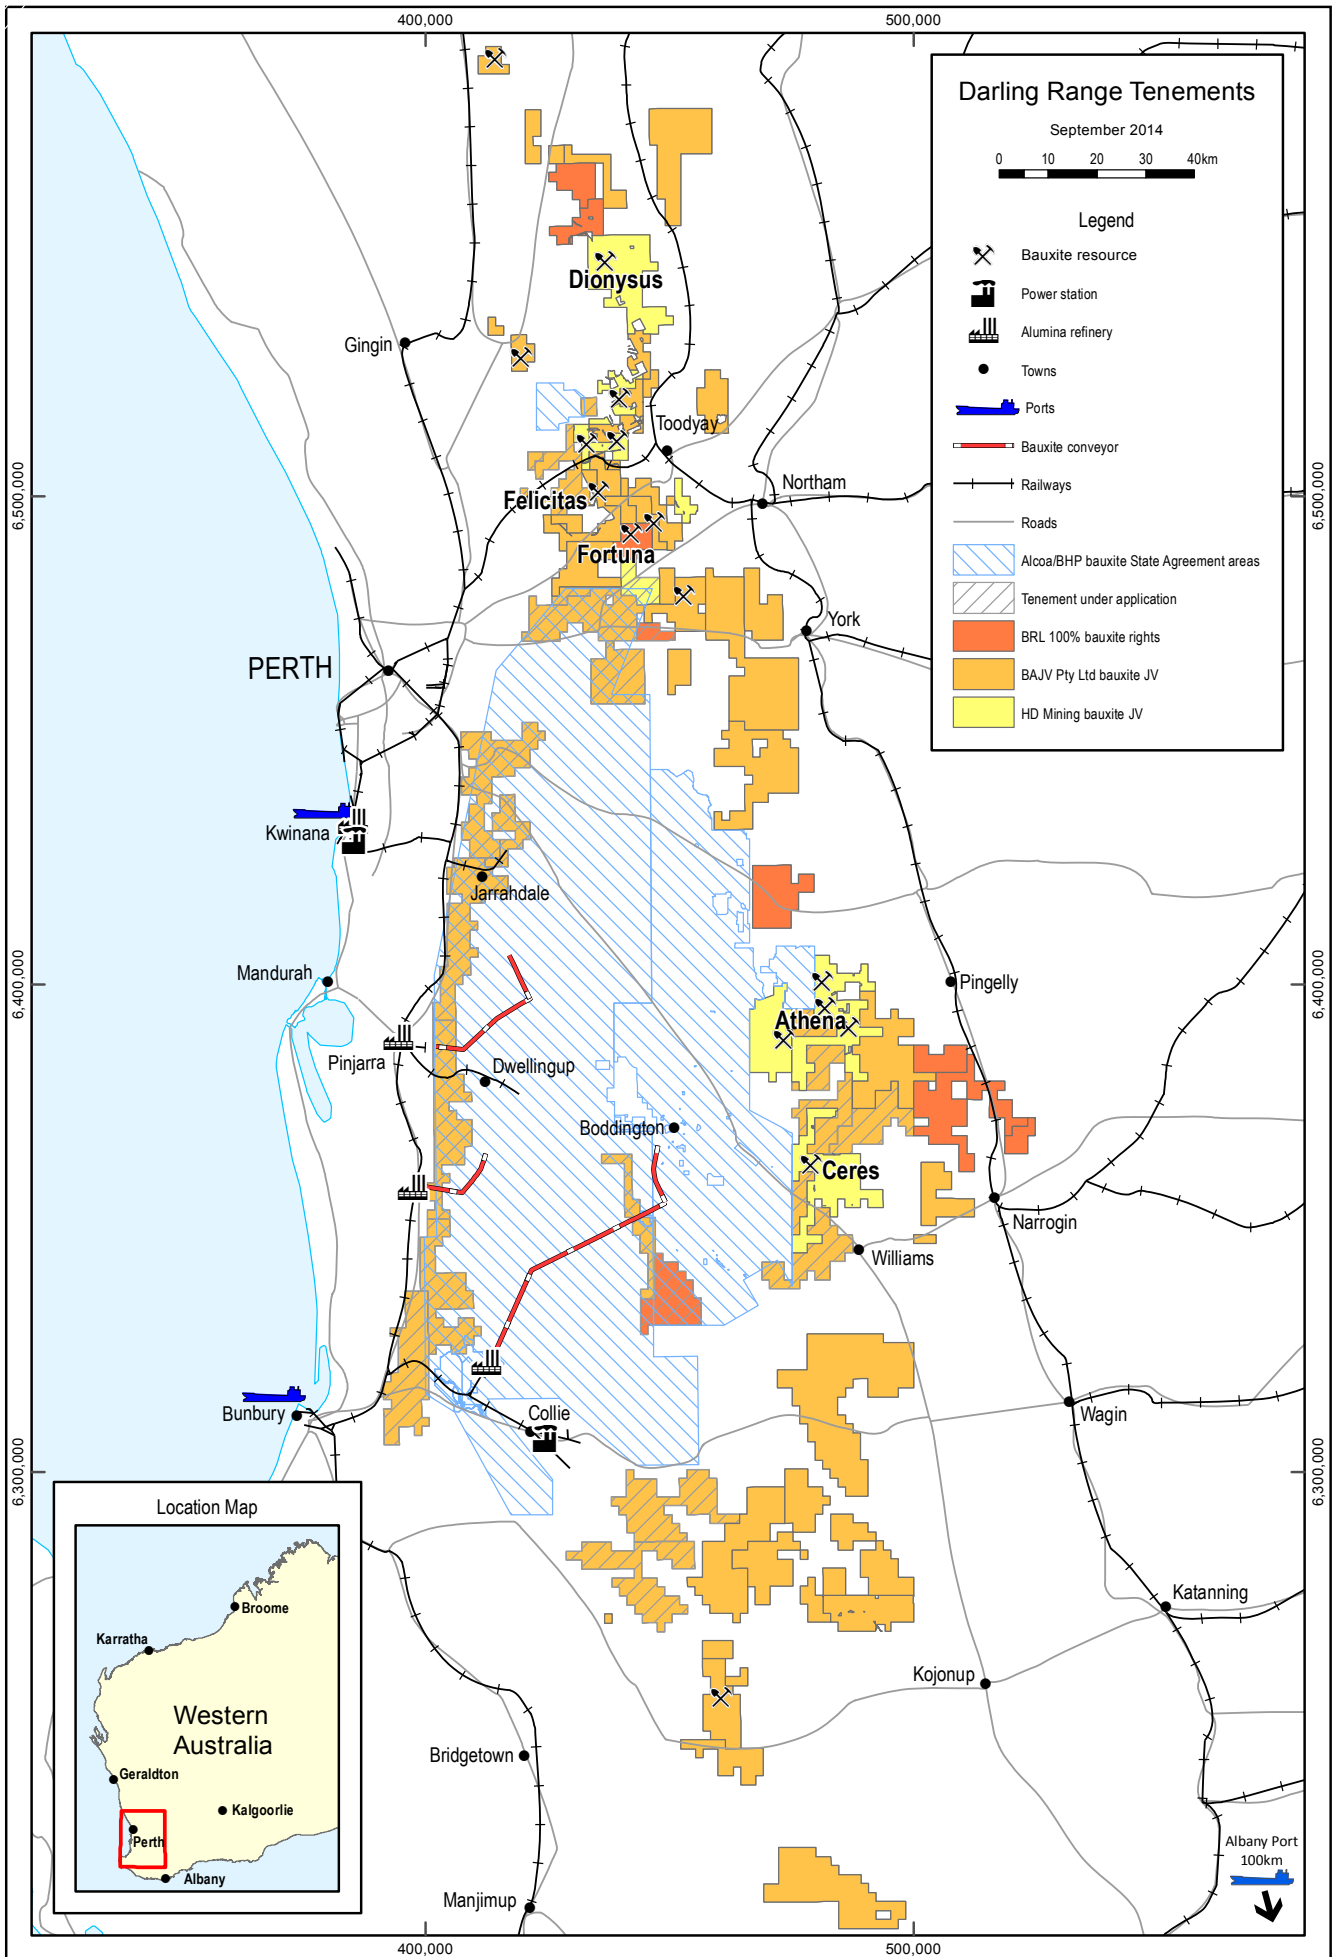 400,000
500,000
Darling Range Tenements
September 2014
0
10
20
30
40km
Legend
Bauxite resource
Power station
Alumina refinery
Towns
Ports
Bauxite conveyor
Railways
Roads
Alcoa/BHP bauxite State Agreement areas
Tenement under application
BRL 100% bauxite rights
BAJV Pty Ltd bauxite JV
HD Mining bauxite JV
Dionysus
Gingin
Toodyay
Northam
6,500,000
6,500,000
Felicitas
Fortuna
York
PERTH
Kwinana
Jarrahdale
Mandurah
Pingelly
6,400,000
6,400,000
Athena
Pinjarra
Dwellingup
Boddington
Ceres
Narrogin
Williams
Bunbury
Collie
Wagin
6,300,000
6,300,000
Location Map
Broome
Karratha
Western
Australia
Geraldton
Kalgoorlie
Perth
Albany
Katanning
Kojonup
Bridgetown
Manjimup
Albany Port
100km
400,000
500,000